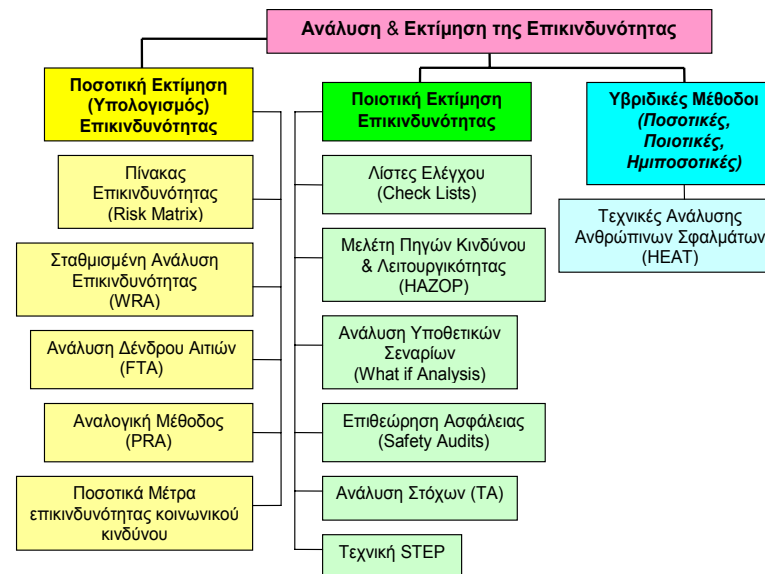 Ανάλυση & Εκτίμηση της Επικινδυνότητας
Ποσοτική Εκτίμηση
(Υπολογισμός)
Επικινδυνότητας
Πίνακας
Επικινδυνότητας
(Risk Matrix)
Σταθμισμένη Ανάλυση
Επικινδυνότητας
(WRA)
Ανάλυση Δένδρου Αιτιών
(FTA)
Αναλογική Μέθοδος
(PRA)
Ποσοτικά Μέτρα
επικινδυνότητας κοινωνικού
κινδύνου
Ποιοτική Εκτίμηση
Επικινδυνότητας
Λίστες Ελέγχου
(Check Lists)
Μελέτη Πηγών Κινδύνου
& Λειτουργικότητας
(HAZOP)
Ανάλυση Υποθετικών
Σεναρίων
(What if Analysis)
Επιθεώρηση Ασφάλειας
(Safety Audits)
Ανάλυση Στόχων (TA)
Τεχνική STEP
Υβριδικές Μέθοδοι
(Ποσοτικές,
Ποιοτικές,
Ημιποσοτικές)
Τεχνικές Ανάλυσης
Ανθρώπινων Σφαλμάτων
(HEAT)